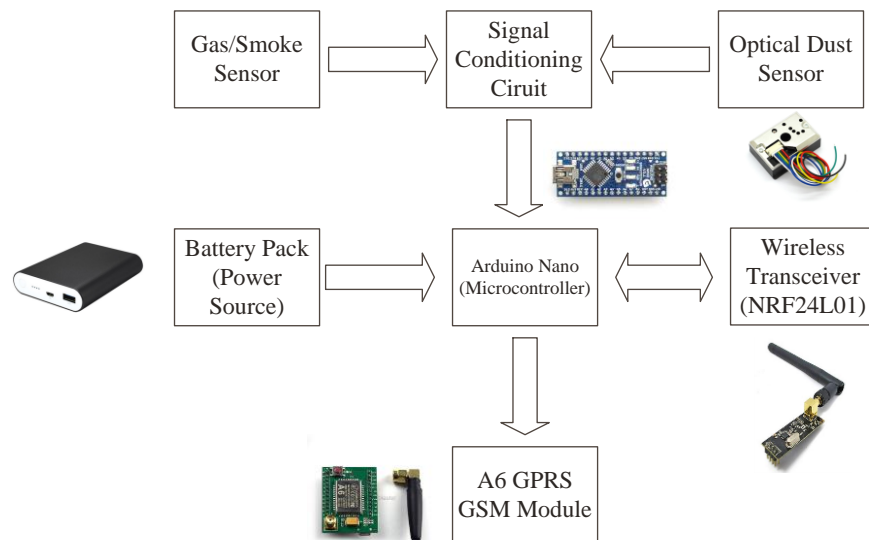 Gas/Smoke
Sensor
Signal
Conditioning
Ciruit
Optical Dust
Sensor
Battery Pack
(Power
Source)
Arduino Nano
(Microcontroller)
Wireless
Transceiver
(NRF24L01)
A6 GPRS
GSM Module
A6